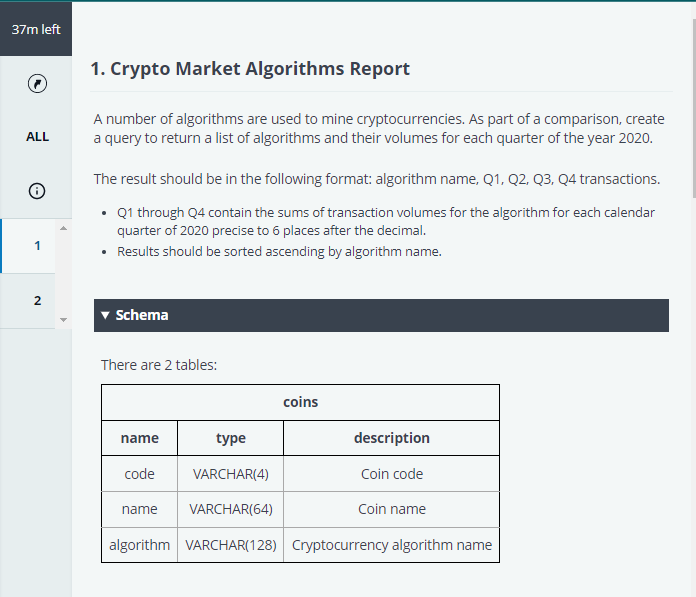 37m left
ALL
1
2
1. Crypto Market Algorithms Report
A number of algorithms are used to mine cryptocurrencies. As part of a comparison, create
a query to return a list of algorithms and their volumes for each quarter of the year 2020.
The result should be in the following format: algorithm name, Q1, Q2, Q3, Q4 transactions.
• Q1 through Q4 contain the sums of transaction volumes for the algorithm for each calendar
quarter of 2020 precise to 6 places after the decimal.
• Results should be sorted ascending by algorithm name.
▼ Schema
There are 2 tables:
coins
name type description
code VARCHAR(4) Coin code
name VARCHAR(64) Coin name
algorithm VARCHAR(128) Cryptocurrency algorithm name